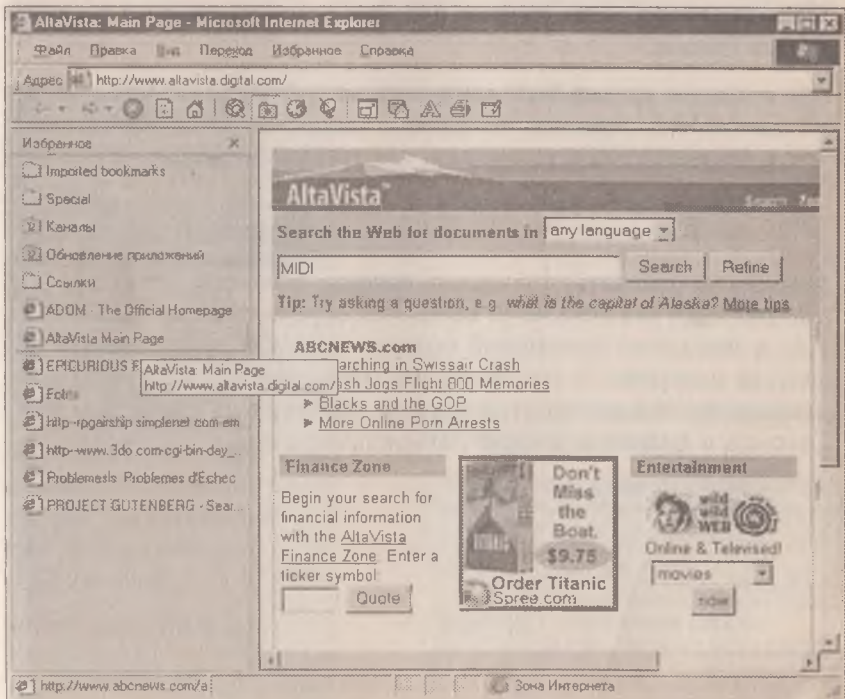 AltaVista: Main Page - Microsoft Internet Explorer
Файл Правка Вид Переход Избранное Справка
Адрес http://www.altavista.digital.com/
Избранное
Imported bookmarks
Special
Каналы
Обновление приложений
Ссылки
ADOM - The Official Homepage
AltaVista Main Page
EPICURIOUS
AltaVista: Main Page
http://www.altavista.digital.com/
http--rpgairship simplenet com-em
http-www.3do com-cgi-bin-day_...
Problemesis Problemes d'Echec
PROJECT GUTENBERG - Sear...
AltaVista™
Search
Search the Web for documents in any language
MIDI Search Refine
Tip: Try asking a question, e.g. what is the capital of Alaska? More tips
ABCNEWS.com
arching in Swissair Crash
ash Jogs Flight 800 Memories
Blacks and the GOP
More Online Porn Arrests
Finance Zone
Begin your search for
financial information
with the AltaVista
Finance Zone. Enter a
ticker symbol:
Quote
Don't
Miss
the
Boat.
$9.75
Order Titanic
Spree.com
Entertainment
wild
wild
WEB
Online & Televised!
movies
now
http://www.abcnews.com/a
Зона Интернета